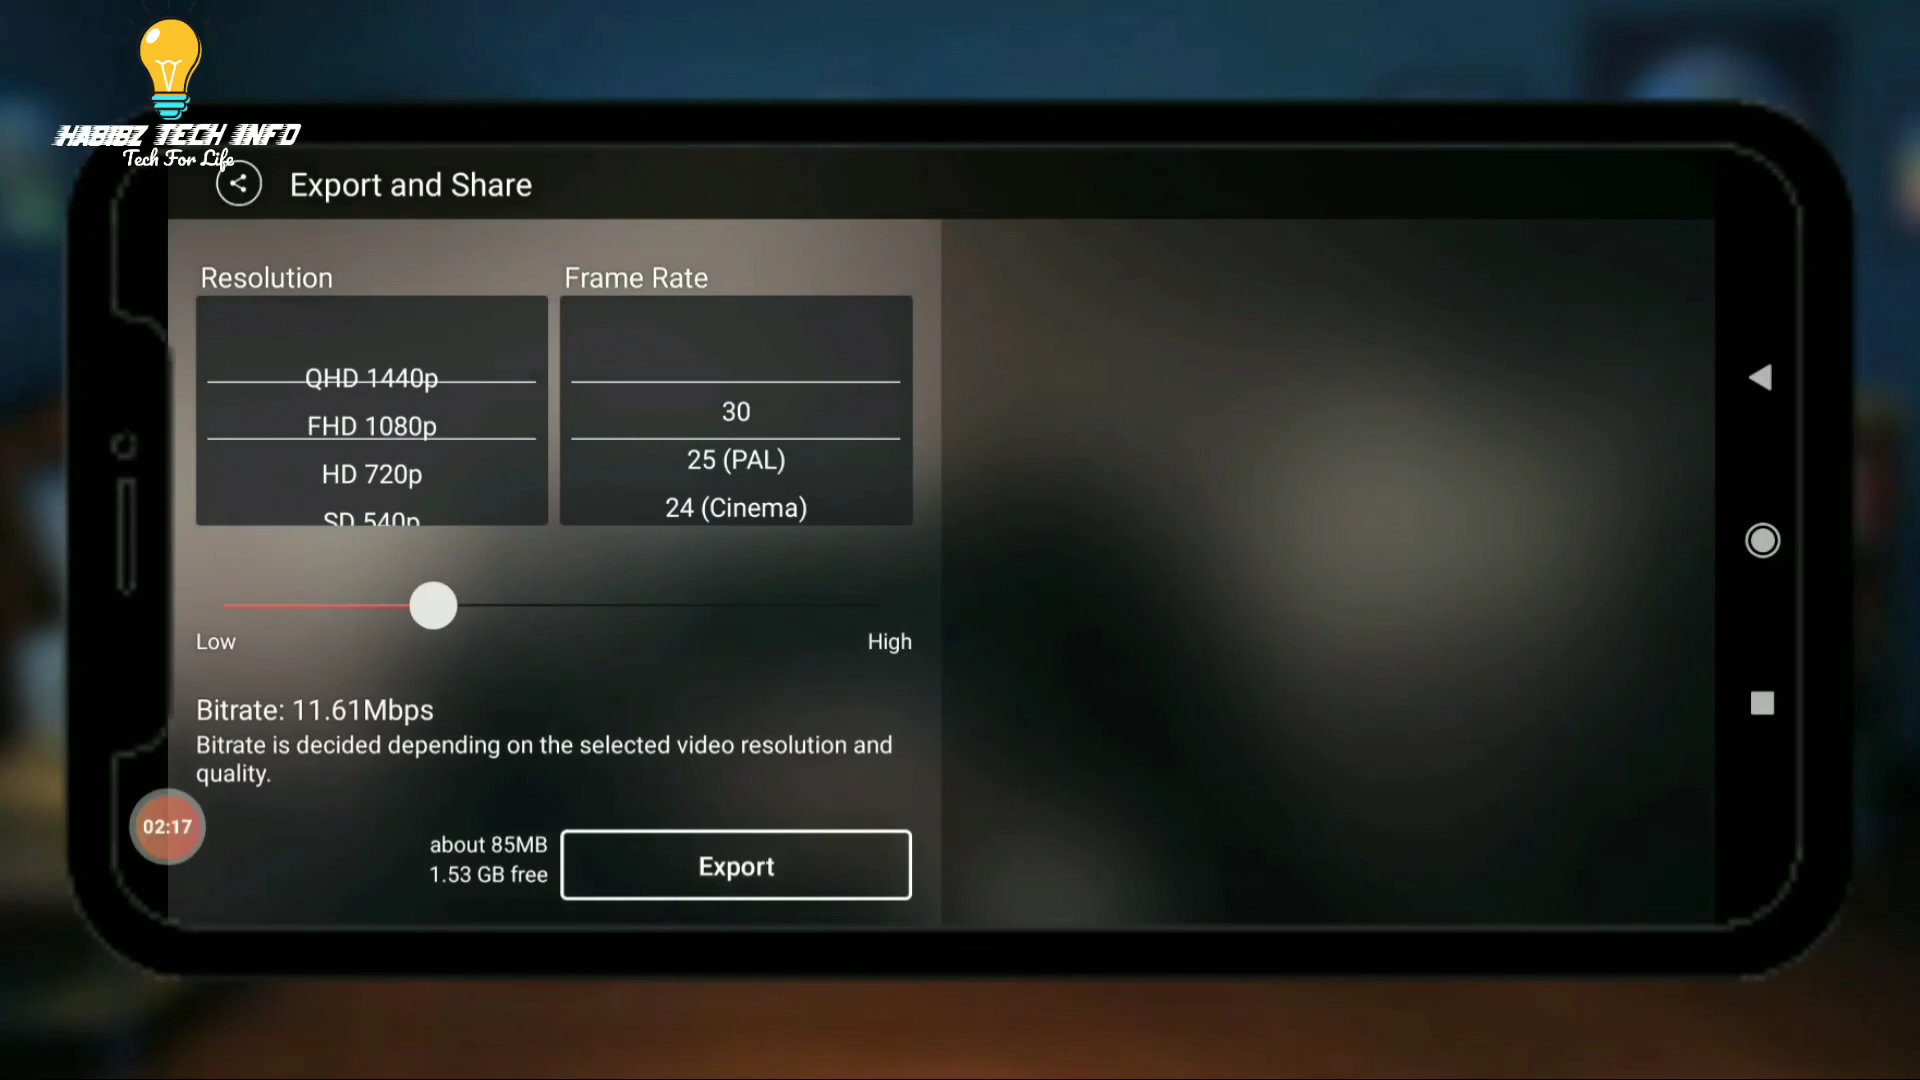 HABIBZ TECH INFO
Tech For Life
Export and Share
Resolution
Frame Rate
QHD 1440p
FHD 1080p
HD 720p
SD 540p
30
25 (PAL)
24 (Cinema)
Low
High
Bitrate: 11.61Mbps
Bitrate is decided depending on the selected video resolution and
quality.
02:17
about 85MB
1.53 GB free
Export